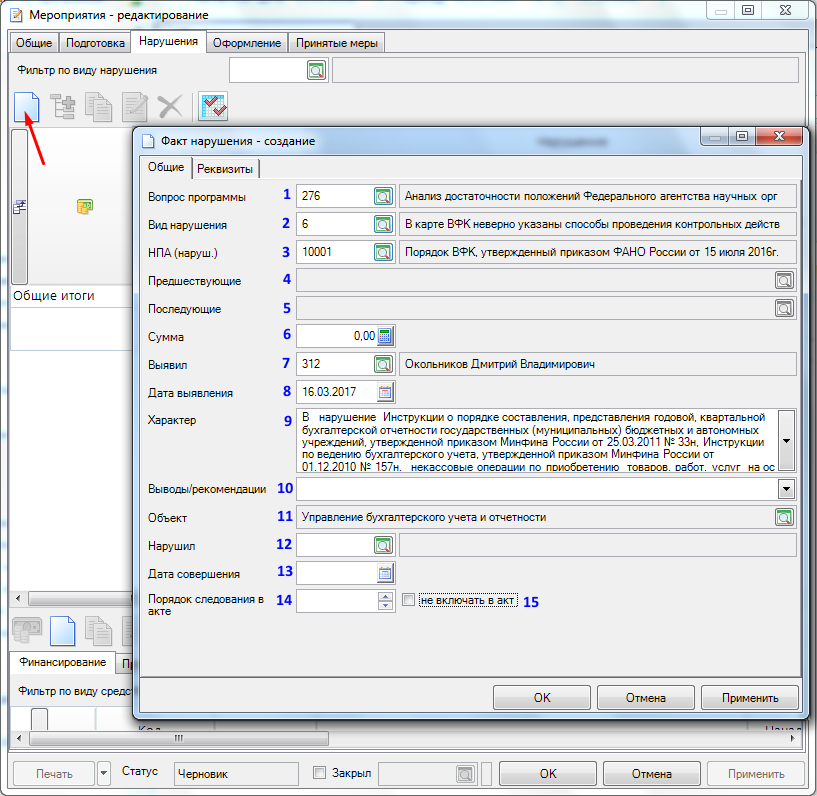 Мероприятия - редактирование
Общие Подготовка Нарушения Оформление Принятые меры
Фильтр по виду нарушения
Факт нарушения - создание
Общие Реквизиты
Вопрос программы 1 276 Анализ достаточности положений Федерального агентства научных орг
Вид нарушения 2 6 В карте ВФК неверно указаны способы проведения контрольных действ
НПА (наруш.) 3 10001 Порядок ВФК, утвержденный приказом ФАНО России от 15 июля 2016г.
Предшествующие 4
Общие итоги
Последующие 5
Сумма 6 0,00
Выявил 7 312 Окольников Дмитрий Владимирович
Дата выявления 8 16.03.2017
Характер 9 В нарушение Инструкции о порядке составления, представления годовой, квартальной
бухгалтерской отчетности государственных (муниципальных) бюджетных и автономных
учреждений, утвержденной приказом Минфина России от 25.03.2011 № 33н, Инструкции
по ведению бухгалтерского учета, утвержденной приказом Минфина России от
01.12.2010 № 157н, некассовые операции по приобретению товаров, работ, услуг на ос
Выводы/рекомендации 10
Объект 11 Управление бухгалтерского учета и отчетности
Нарушил 12
Дата совершения 13
Порядок следования в
акте 14 не включать в акт 15
Финансирование
Фильтр по виду средст
OK Отмена Применить
Печать Статус Черновик Закрыл OK Отмена Применить